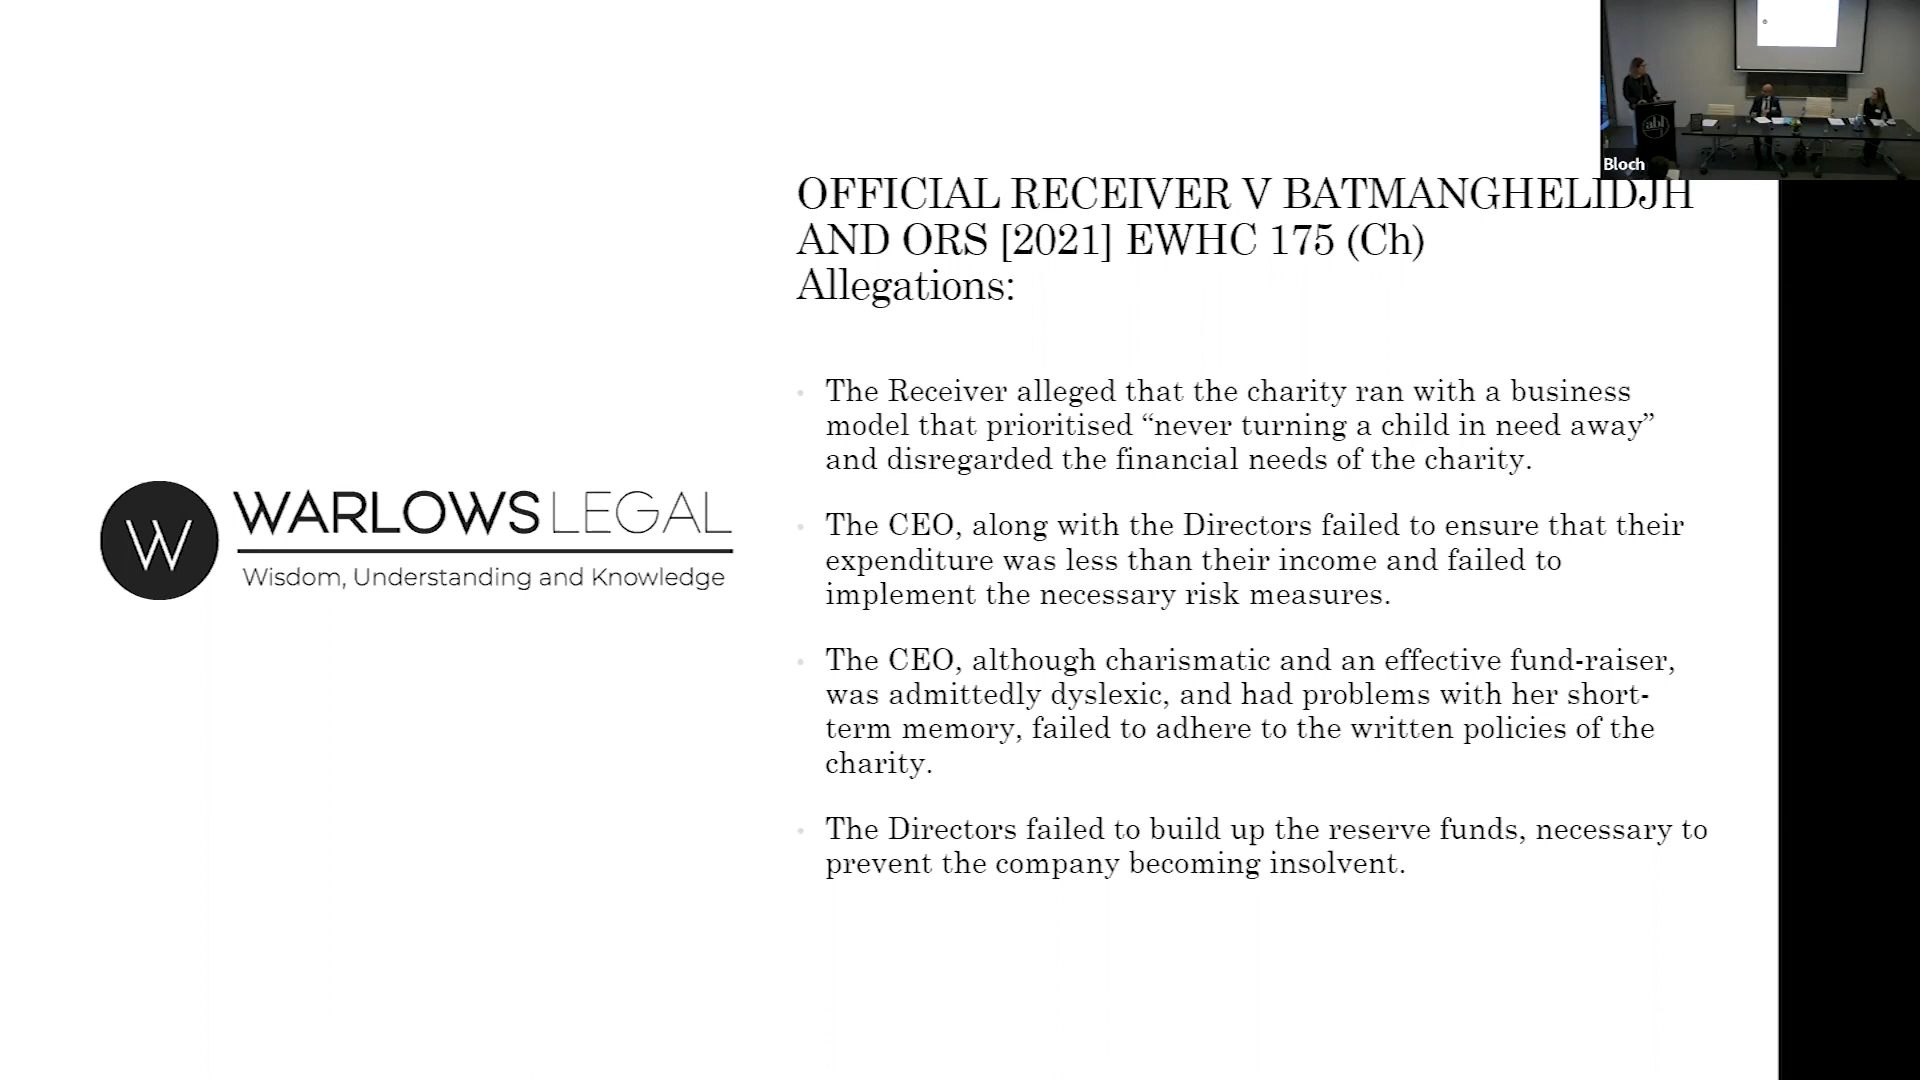 Bloch
OFFICIAL RECEIVER V BATMANGHELIDJH
AND ORS [2021] EWHC 175 (Ch)
Allegations:
• The Receiver alleged that the charity ran with a business
model that prioritised “never turning a child in need away”
and disregarded the financial needs of the charity.
• The CEO, along with the Directors failed to ensure that their
expenditure was less than their income and failed to
implement the necessary risk measures.
• The CEO, although charismatic and an effective fund-raiser,
was admittedly dyslexic, and had problems with her short-
term memory, failed to adhere to the written policies of the
charity.
• The Directors failed to build up the reserve funds, necessary to
prevent the company becoming insolvent.
W
WARLOWS LEGAL
Wisdom, Understanding and Knowledge